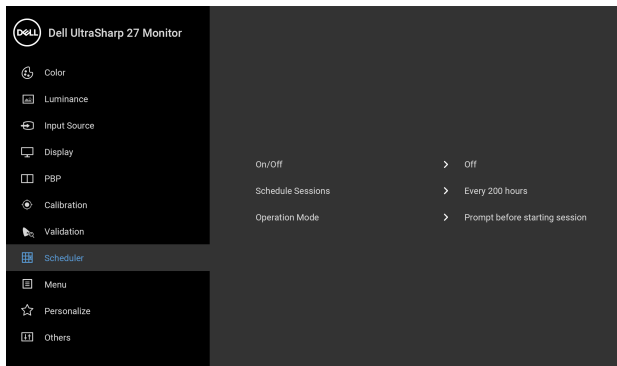 DELL Dell UltraSharp 27 Monitor
Color
Luminance
Input Source
Display
PBP
Calibration
Validation
Scheduler
Menu
Personalize
Others
On/Off > Off
Schedule Sessions > Every 200 hours
Operation Mode > Prompt before starting session